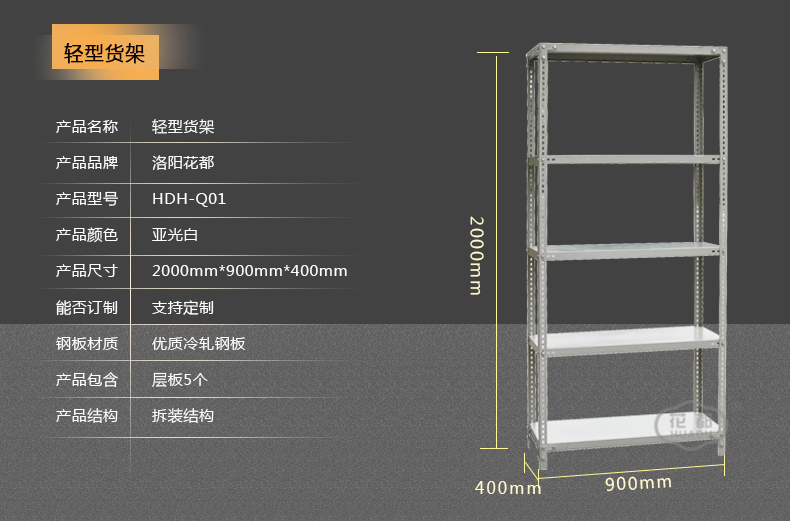 轻型货架
产品名称 轻型货架
产品品牌 洛阳花都
产品型号 HDH-Q01
产品颜色 亚光白
产品尺寸 2000mm*900mm*400mm
能否订制 支持定制
钢板材质 优质冷轧钢板
产品包含 层板5个
产品结构 拆装结构
2000mm
400mm
900mm
花都